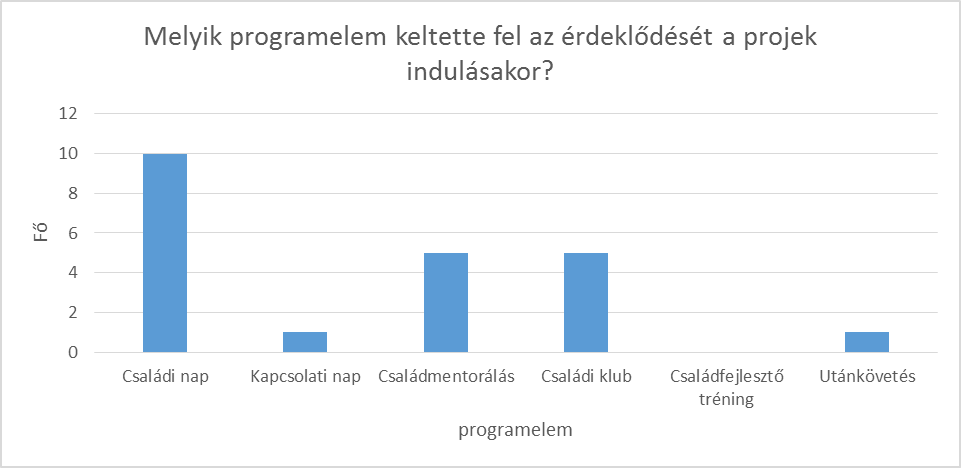 Melyik programelem keltette fel az érdeklődését a projek
indulásakor?
12
10
8
6
4
2
0
Fő
Családi nap
Kapcsolati nap
Családmentorálás
Családi klub
Családfejlesztő
tréning
Utánkövetés
programelem